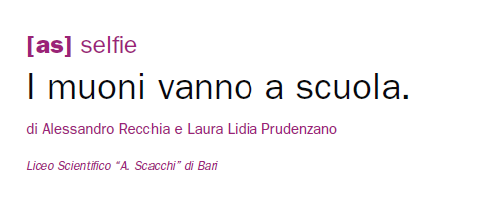 [as] selfie
I muoni vanno a scuola.
di Alessandro Recchia e Laura Lidia Prudenzano
Liceo Scientifico “A. Scacchi” di Bari